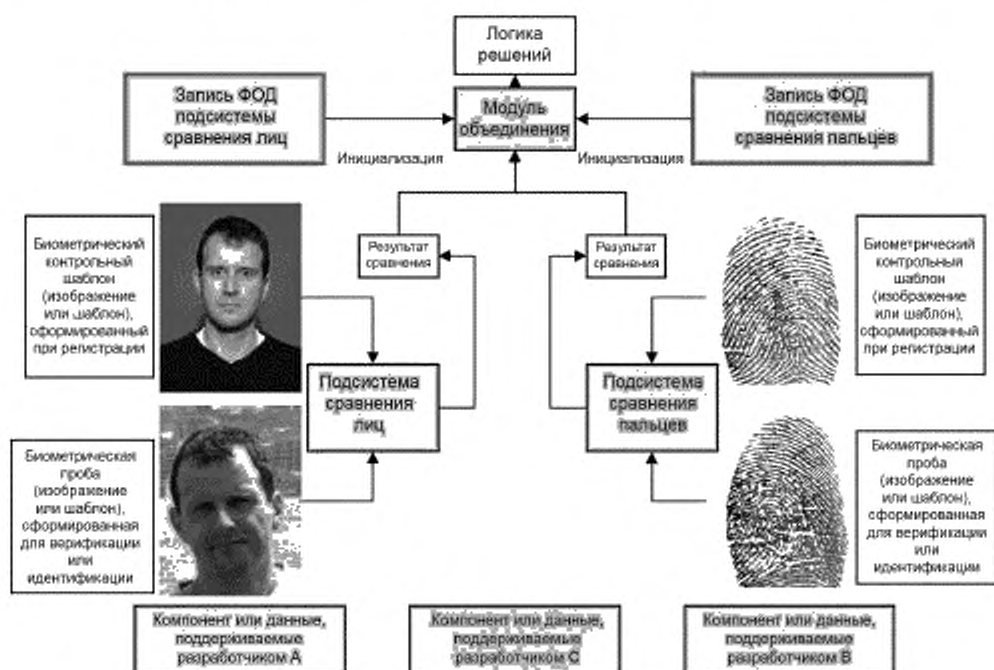 Логика
решений
Запись ФОД
подсистемы
сравнения лиц
Модуль
объединения
Запись ФОД
подсистемы
сравнения пальцев
Инициализация
Инициализация
Результат
сравнения
Результат
сравнения
Биометрический
контрольный
шаблон
(изображение
или шаблон),
сформированный
при регистрации
Биометрический
контрольный
шаблон
(изображение
или шаблон),
сформированный
при регистрации
Подсистема
сравнения
лиц
Подсистема
сравнения
пальцев
Биометрическая
проба
(изображение
или шаблон),
сформированная
для верификации
или
идентификации
Биометрическая
проба
(изображение
или шаблон),
сформированная
для верификации
или
идентификации
Компонент или данные,
поддерживаемые
разработчиком А
Компонент или данные,
поддерживаемые
разработчиком С
Компонент или данные,
поддерживаемые
разработчиком В